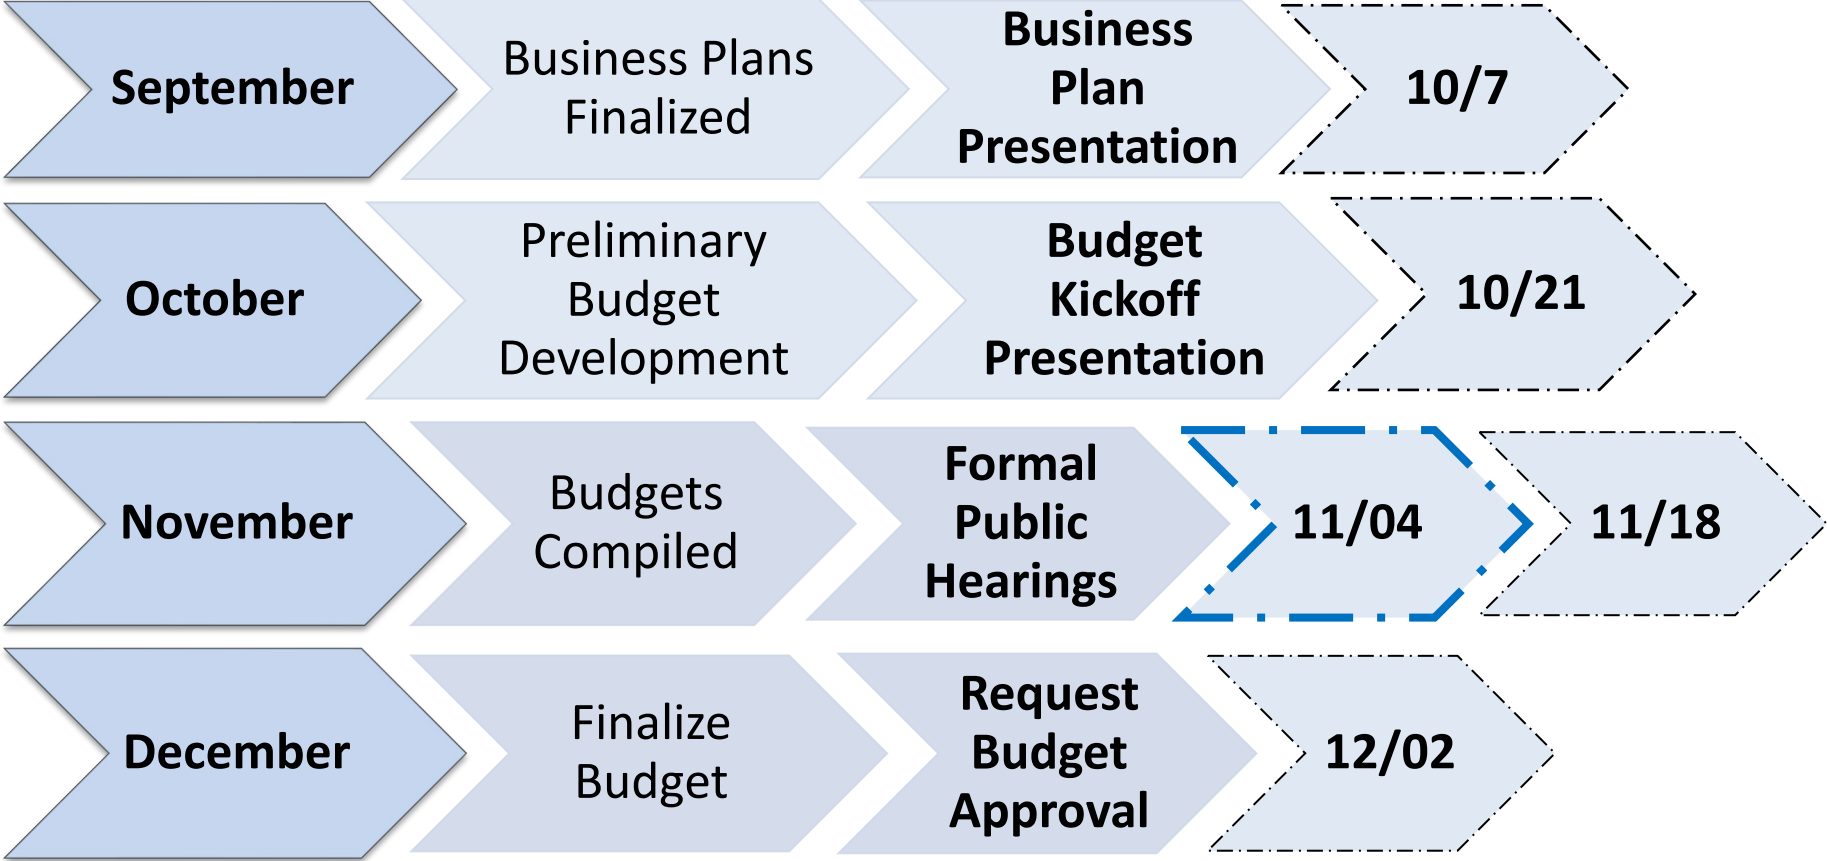 September
Business Plans
Finalized
Business
Plan
Presentation
10/7
October
Preliminary
Budget
Development
Budget
Kickoff
Presentation
10/21
November
Budgets
Compiled
Formal
Public
Hearings
11/04
11/18
December
Finalize
Budget
Request
Budget
Approval
12/02